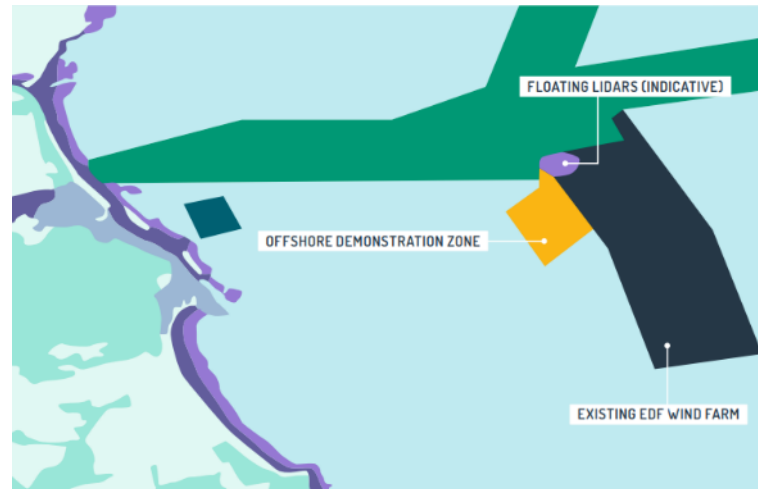 FLOATING LIDARS (INDICATIVE)
OFFSHORE DEMONSTRATION ZONE
EXISTING EDF WIND FARM